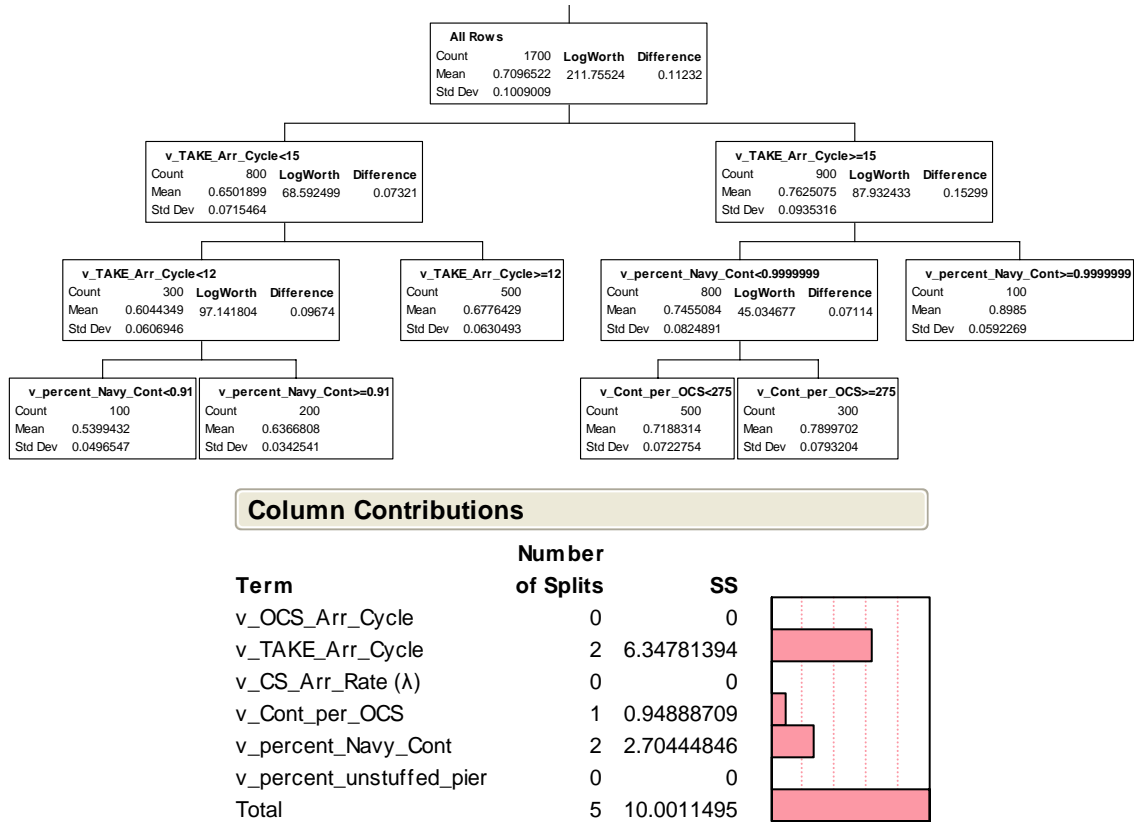 All Rows
Count 1700 LogWorth Difference
Mean 0.7096522 211.75524 0.11232
Std Dev 0.1009009
v_TAKE_Arr_Cycle<15
Count 800 LogWorth Difference
Mean 0.6501899 68.592499 0.07321
Std Dev 0.0715464
v_TAKE_Arr_Cycle>=15
Count 900 LogWorth Difference
Mean 0.7625075 87.932433 0.15299
Std Dev 0.0935316
v_TAKE_Arr_Cycle<12
Count 300 LogWorth Difference
Mean 0.6044349 97.141804 0.09674
Std Dev 0.0606946
v_TAKE_Arr_Cycle>=12
Count 500
Mean 0.6776429
Std Dev 0.0630493
v_percent_Navy_Cont<0.9999999
Count 800 LogWorth Difference
Mean 0.7455084 45.034677 0.07114
Std Dev 0.0824891
v_percent_Navy_Cont>=0.9999999
Count 100
Mean 0.8985
Std Dev 0.0592269
v_percent_Navy_Cont<0.91
Count 100
Mean 0.5399432
Std Dev 0.0496547
v_percent_Navy_Cont>=0.91
Count 200
Mean 0.6366808
Std Dev 0.0342541
v_Cont_per_OCS<275
Count 500
Mean 0.7188314
Std Dev 0.0722754
v_Cont_per_OCS>=275
Count 300
Mean 0.7899702
Std Dev 0.0793204
Column Contributions
Number
Term of Splits SS
v_OCS_Arr_Cycle 0 0
v_TAKE_Arr_Cycle 2 6.34781394
v_CS_Arr_Rate (λ) 0 0
v_Cont_per_OCS 1 0.94888709
v_percent_Navy_Cont 2 2.70444846
v_percent_unstuffed_pier 0 0
Total 5 10.0011495